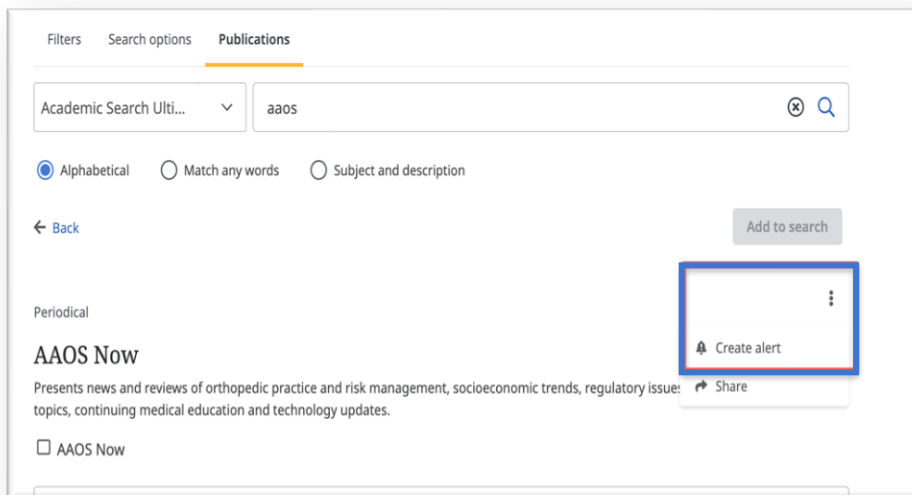 Filters Search options Publications
Academic Search Ulti... aaos
Alphabetical Match any words Subject and description
Back
Add to search
Periodical
AAOS Now
Create alert
Presents news and reviews of orthopedic practice and risk management, socioeconomic trends, regulatory issues
Share
topics, continuing medical education and technology updates.
AAOS Now